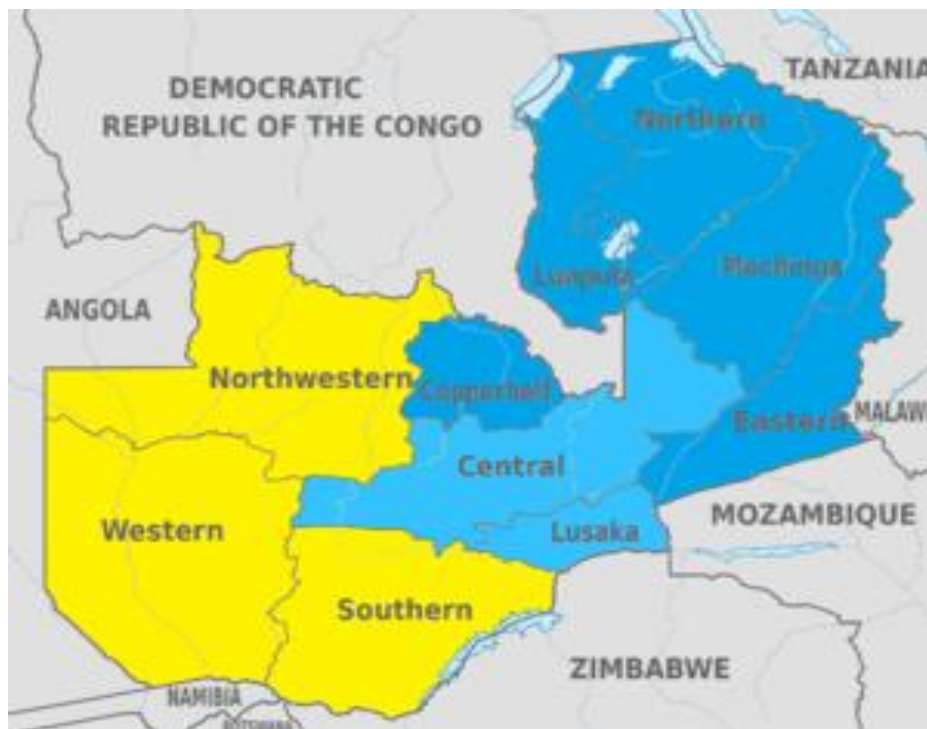 DEMOCRATIC
REPUBLIC OF THE CONGO
TANZANIA
Northern
Luapula
Muchinga
ANGOLA
Northwestern
Copperbelt
Eastern
MALAWI
Central
Western
Lusaka
MOZAMBIQUE
Southern
ZIMBABWE
NAMIBIA
BOTSWANA